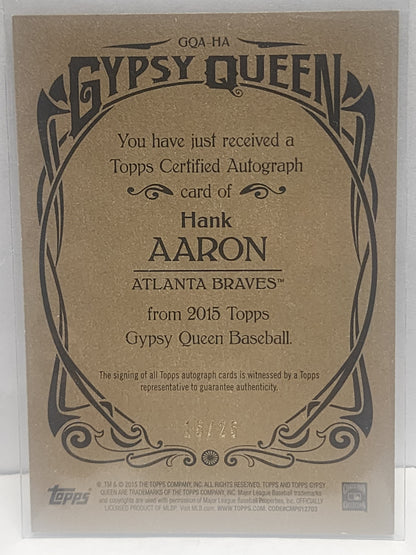 GQA-HA
GYPSY QUEEN
You have just received a
Topps Certified Autograph
card of
Hank
AARON
ATLANTA BRAVES™
from 2015 Topps
Gypsy Queen Baseball.
The signing of all Topps autograph cards is witnessed by a Topps
representative to guarantee authenticity.
Topps
®, TM & © 2015 THE TOPPS COMPANY, INC. ALL RIGHTS RESERVED, TOPPS AND TOPPS GYPSY
QUEEN ARE TRADEMARKS OF THE TOPPS COMPANY, INC. Major League Baseball trademarks
and copyrights are used with permission of Major League Baseball Properties, Inc. OFFICIALLY
LICENSED PRODUCT OF MLBP. Visit MLB.com. WWW.TOPPS.COM CODE#CMP012703